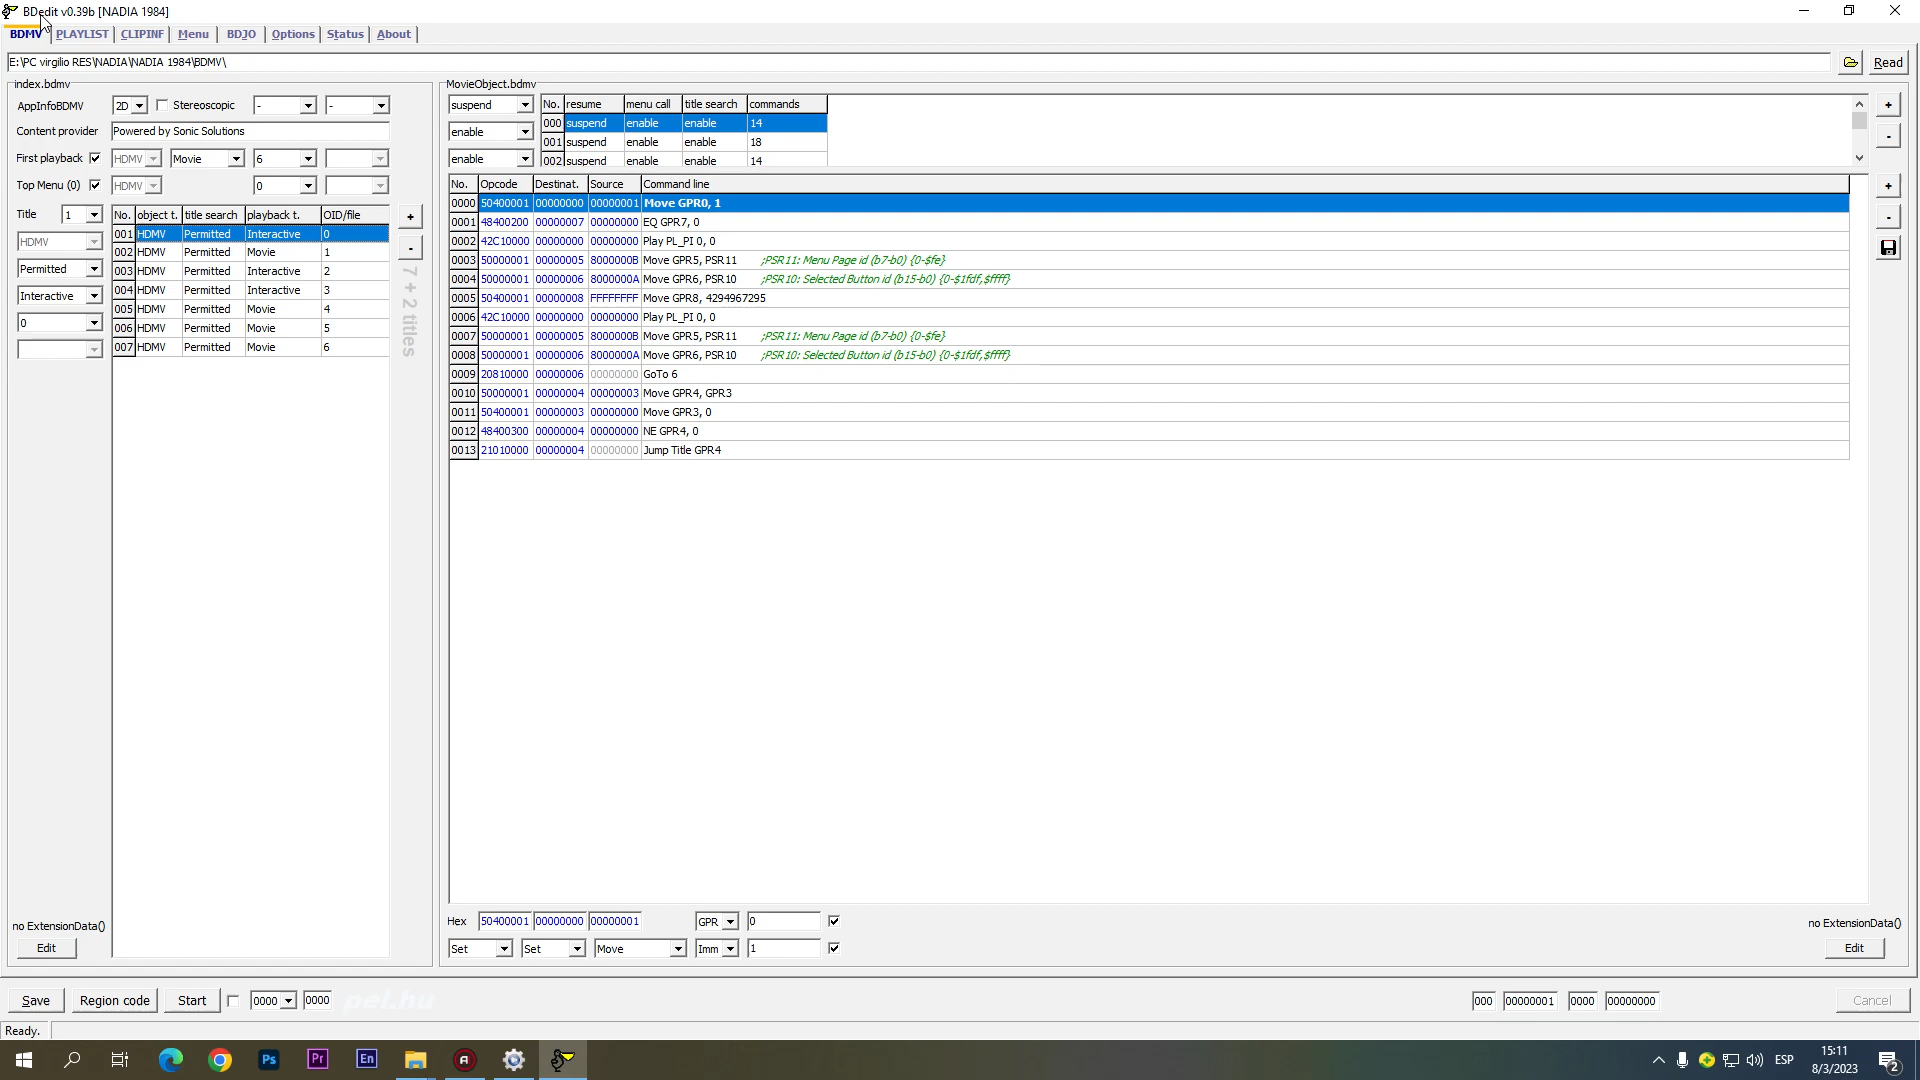 BDedit v0.39b [NADIA 1984]
BDMV PLAYLIST CLIPINF Menu BDJO Options Status About
E:\PC virgilio RES\NADIA\NADIA 1984\BDMV\ Read
index.bdmv
AppInfoBDMV 2D Stereoscopic - -
Content provider Powered by Sonic Solutions
First playback HDMV Movie 6
Top Menu (0) HDMV 0
Title 1
HDMV
Permitted
Interactive
0
No. object t. title search playback t. OID/file +
001 HDMV Permitted Interactive 0
002 HDMV Permitted Movie 1 -
003 HDMV Permitted Interactive 2
004 HDMV Permitted Interactive 3
005 HDMV Permitted Movie 4
006 HDMV Permitted Movie 5
007 HDMV Permitted Movie 6
7 + 2 titles
no ExtensionData()
Edit
MovieObject.bdmv
suspend
enable
enable
No. resume menu call title search commands +
000 suspend enable enable 14
001 suspend enable enable 18 -
002 suspend enable enable 14
No. Opcode Destinat. Source Command line +
0000 50400001 00000000 00000001 Move GPR0, 1
0001 48400200 00000007 00000000 EQ GPR7, 0 -
0002 42C10000 00000000 00000000 Play PL_PI 0, 0
0003 50000001 00000005 8000000B Move GPR5, PSR11 ;PSR11: Menu Page id (b7-b0) {0-$fe}
0004 50000001 00000006 8000000A Move GPR6, PSR10 ;PSR10: Selected Button id (b15-b0) {0-$1fdf,$ffff}
0005 50400001 00000008 FFFFFFFF Move GPR8, 4294967295
0006 42C10000 00000000 00000000 Play PL_PI 0, 0
0007 50000001 00000005 8000000B Move GPR5, PSR11 ;PSR11: Menu Page id (b7-b0) {0-$fe}
0008 50000001 00000006 8000000A Move GPR6, PSR10 ;PSR10: Selected Button id (b15-b0) {0-$1fdf,$ffff}
0009 20810000 00000006 00000000 GoTo 6
0010 50000001 00000004 00000003 Move GPR4, GPR3
0011 50400001 00000003 00000000 Move GPR3, 0
0012 48400300 00000004 00000000 NE GPR4, 0
0013 21010000 00000004 00000000 Jump Title GPR4
Hex 50400001 00000000 00000001 GPR 0
Set Set Move Imm 1
no ExtensionData()
Edit
Save Region code Start 0000 0000 pel.hu 000 00000001 0000 00000000 Cancel
Ready.
Ps Pr En ESP 15:11
8/3/2023 2